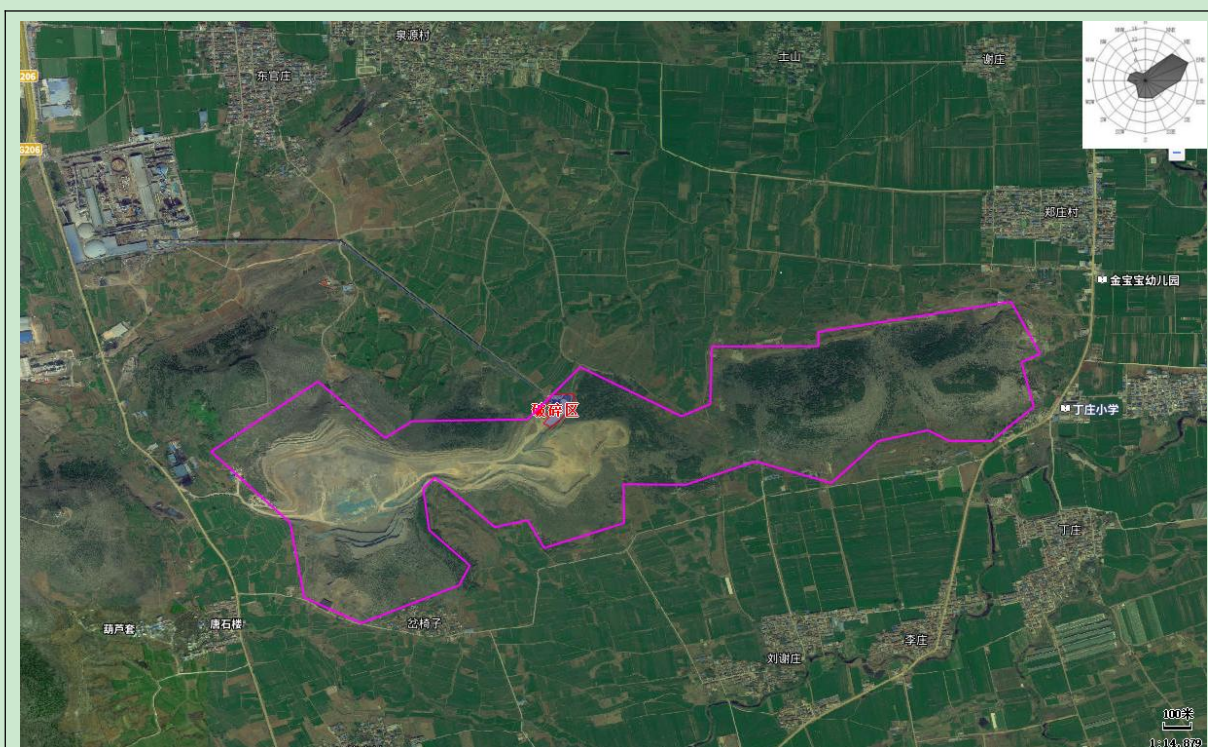 泉源村
土山
谢庄
东官庄
206
G206
郑庄村
金宝宝幼儿园
破碎区
丁庄小学
丁庄
葫芦套
唐石楼
岔椅子
李庄
刘谢庄
100米
1:14,879